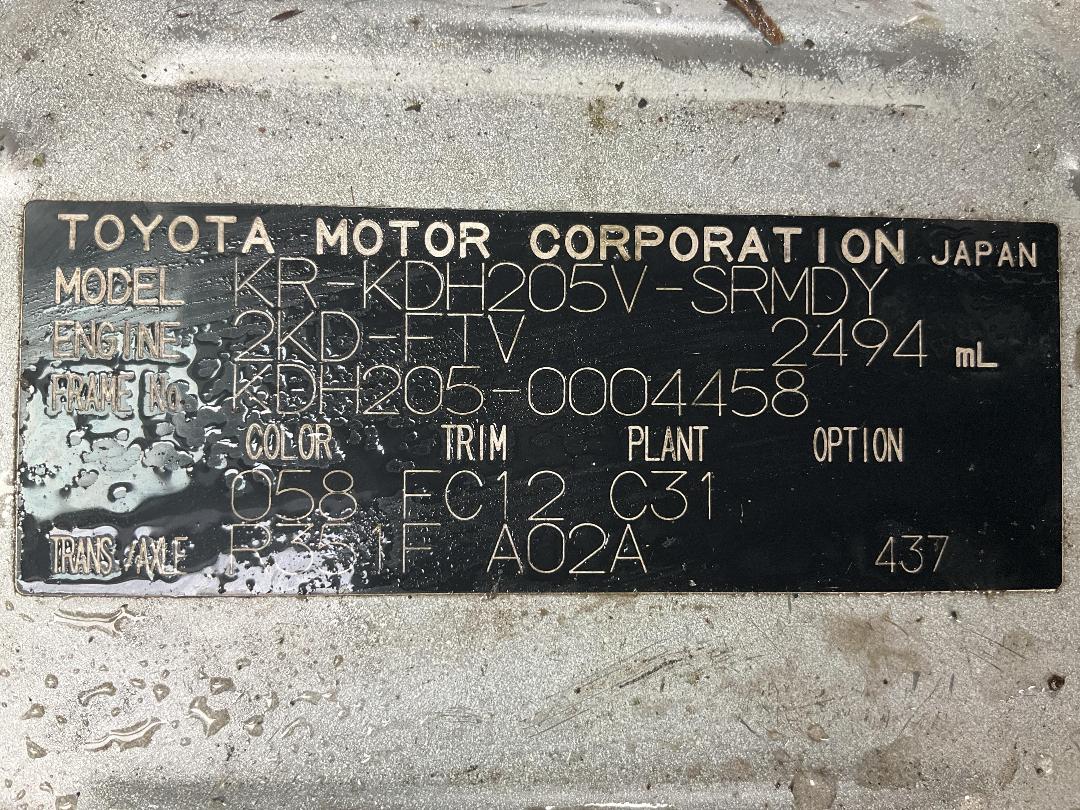 TOYOTA MOTOR CORPORATION JAPAN
MODEL KR-KDH205V-SRMDY
ENGINE 2KD-FTV 2494 mL
FRAME No. KDH205-0004458
COLOR TRIM PLANT OPTION
058 FC12 C31
TRANS./AXLE R351F A02A 437